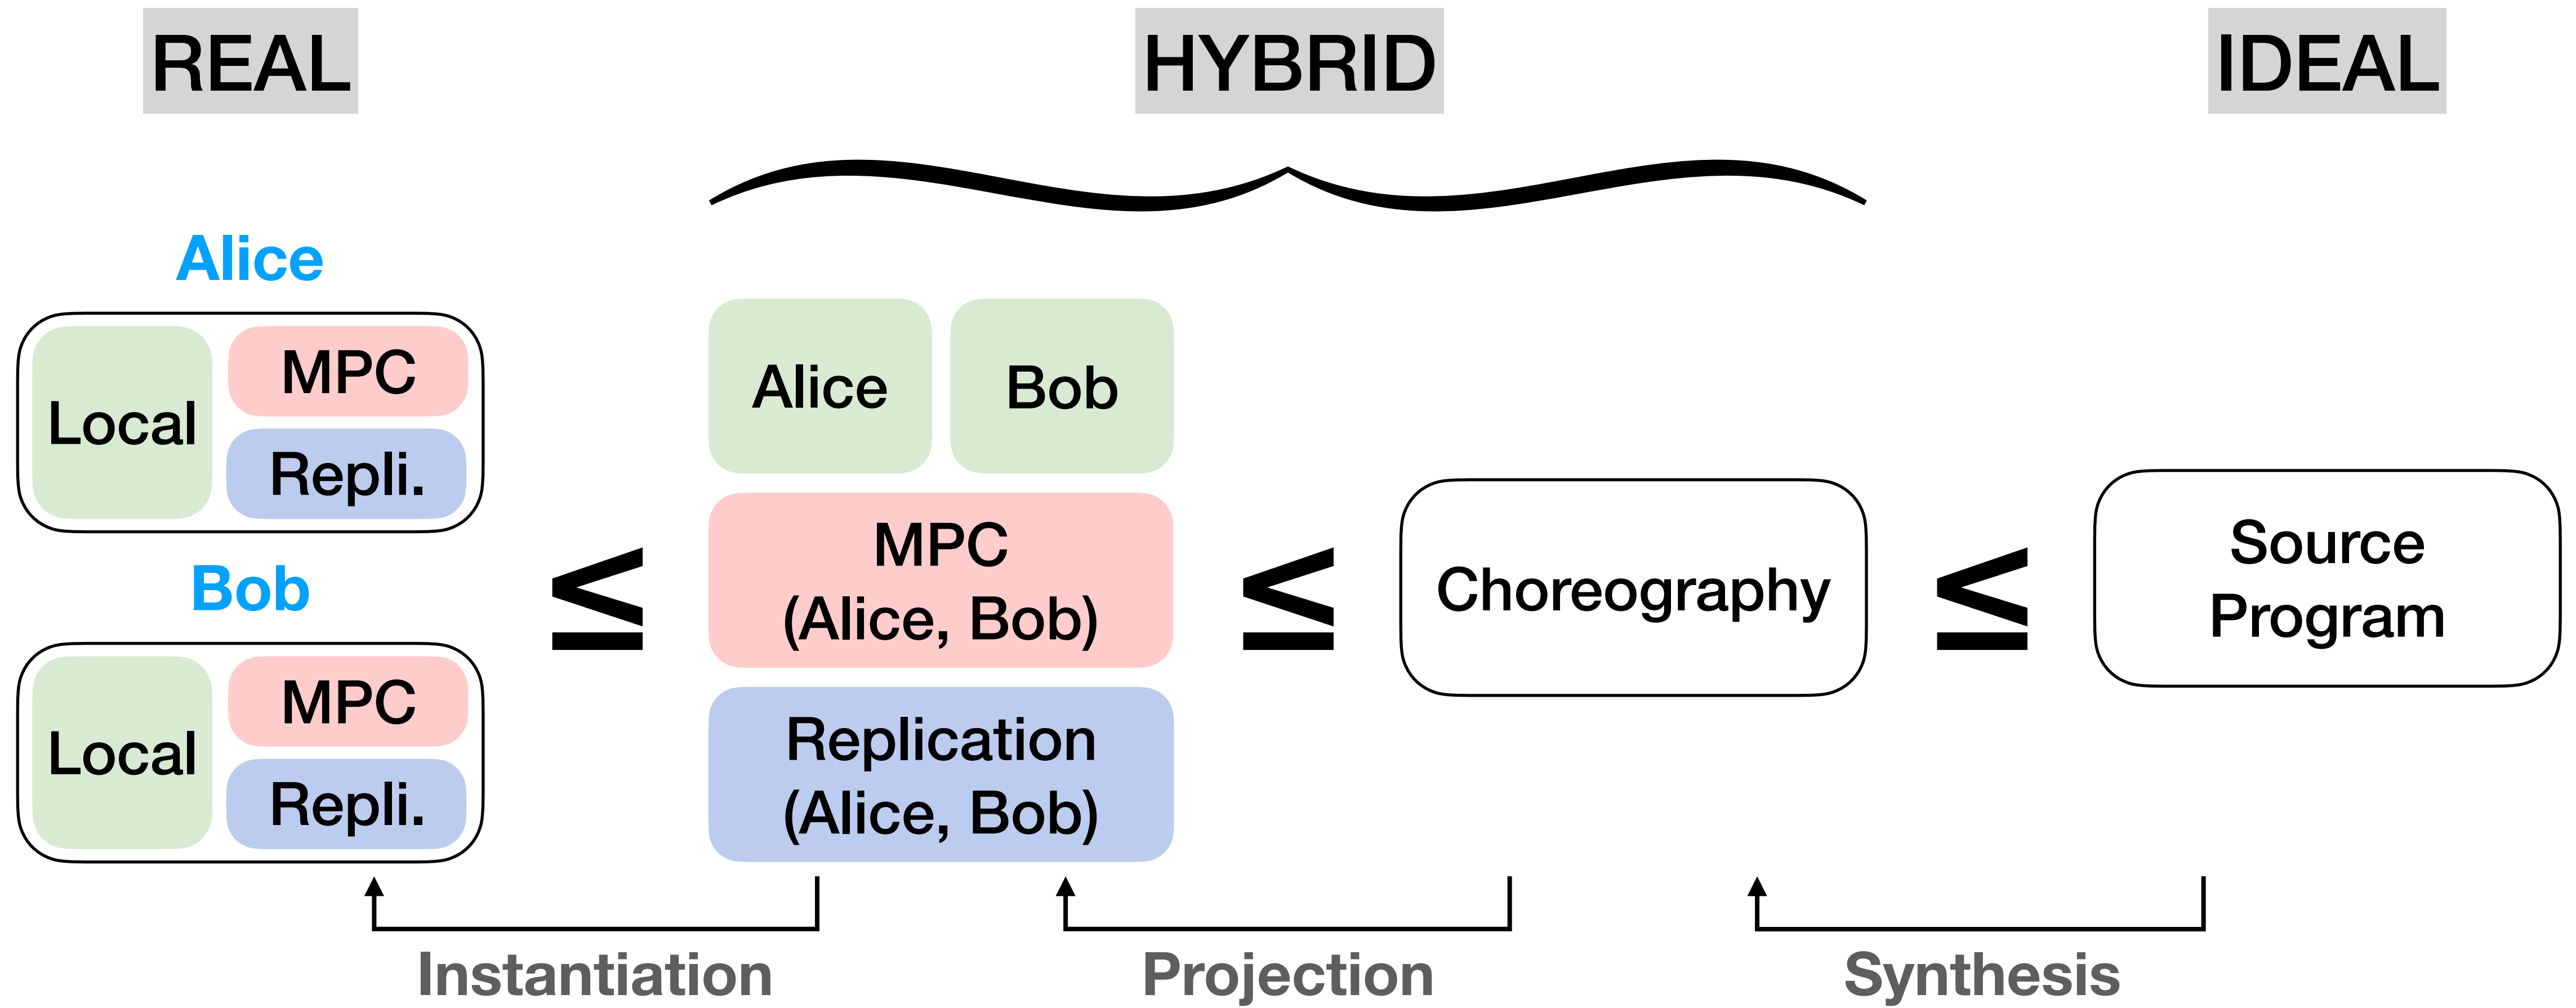 REAL
HYBRID
IDEAL
Alice
Local
MPC
Repli.
Bob
Local
MPC
Repli.
≤
Alice
Bob
MPC
(Alice, Bob)
Replication
(Alice, Bob)
≤
Choreography
≤
Source
Program
Instantiation
Projection
Synthesis